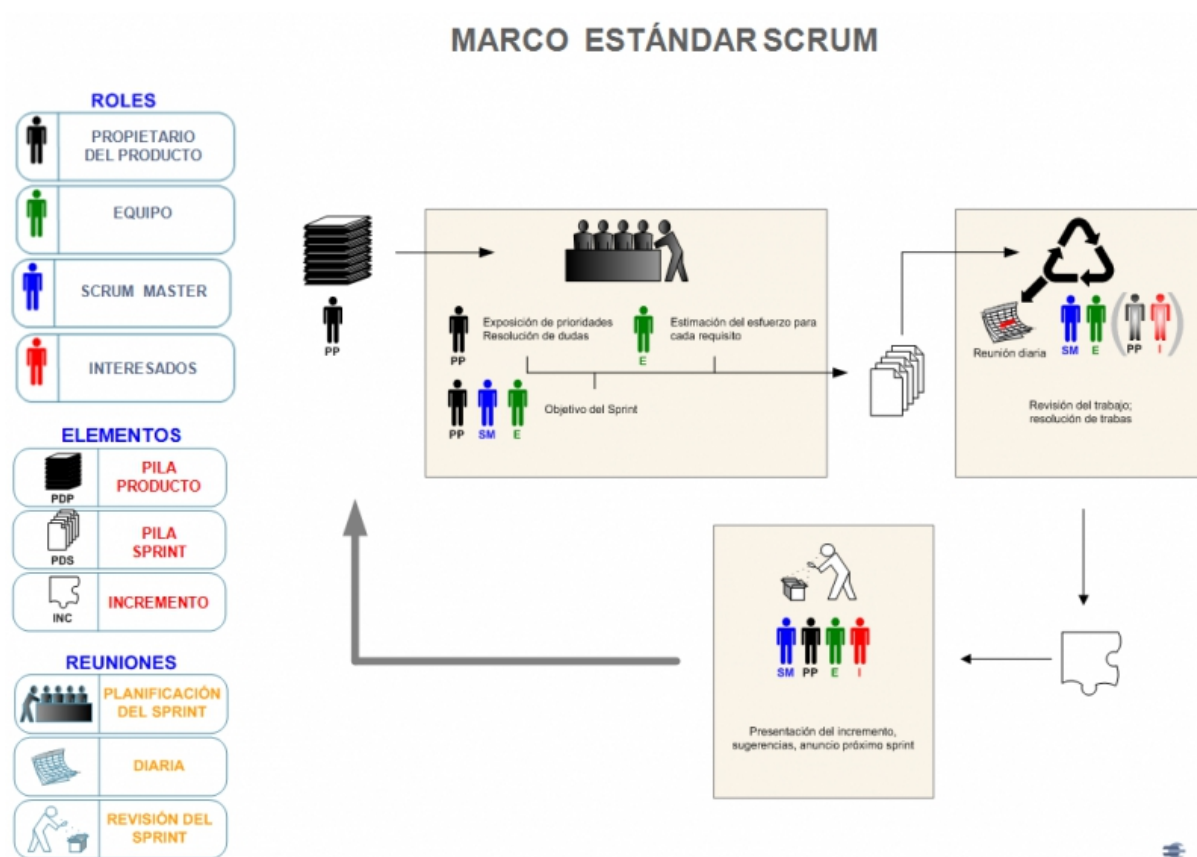 MARCO ESTÁNDAR SCRUM
ROLES
PROPIETARIO
DEL PRODUCTO
EQUIPO
SCRUM MASTER
INTERESADOS
ELEMENTOS
PDP
PILA
PRODUCTO
PDS
PILA
SPRINT
INC
INCREMENTO
REUNIONES
PLANIFICACIÓN
DEL SPRINT
DIARIA
REVISIÓN DEL
SPRINT
PP
PP
Exposición de prioridades
Resolución de dudas
E
Estimación del esfuerzo para
cada requisito
PP SM E
Objetivo del Sprint
Reunión diaria
SM E ( PP I )
Revisión del trabajo;
resolución de trabas
SM PP E I
Presentación del incremento,
sugerencias, anuncio próximo sprint